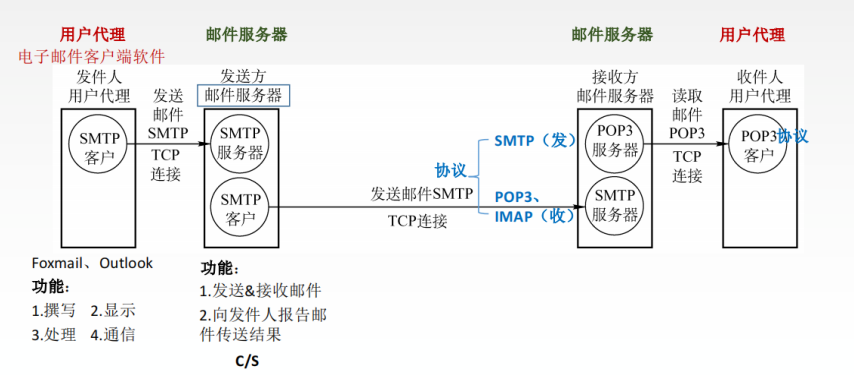 用户代理
邮件服务器
邮件服务器
用户代理
电子邮件客户端软件
发件人
用户代理
发送
邮件
SMTP
TCP
连接
SMTP
客户
发送方
邮件服务器
SMTP
服务器
SMTP
客户
协议
SMTP（发）
POP3、
IMAP（收）
发送邮件SMTP
TCP连接
接收方
邮件服务器
POP3
服务器
SMTP
服务器
读取
邮件
POP3
TCP
连接
收件人
用户代理
POP3
客户
协议
Foxmail、Outlook
功能：
1.撰写 2.显示
3.处理 4.通信
功能：
1.发送&接收邮件
2.向发件人报告邮
件传送结果
C/S